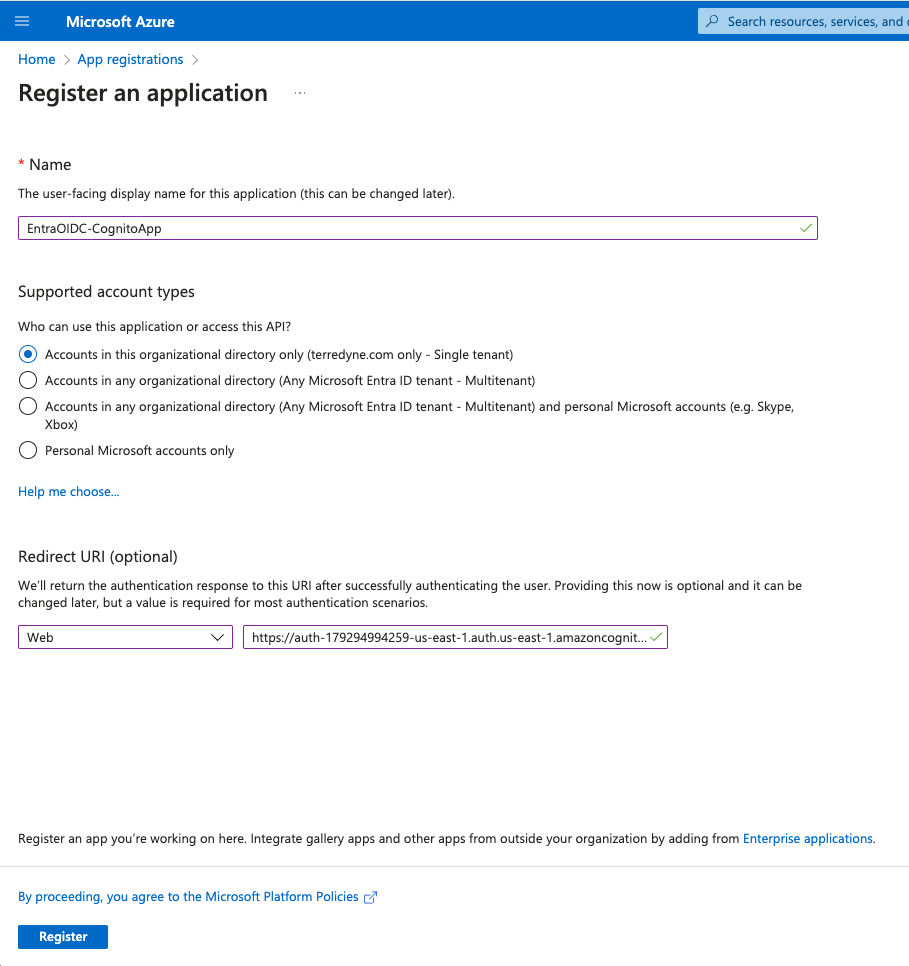 Microsoft Azure
Search resources, services, and
Home > App registrations >
Register an application ...
* Name
The user-facing display name for this application (this can be changed later).
EntraOIDC-CognitoApp
Supported account types
Who can use this application or access this API?
Accounts in this organizational directory only (terredyne.com only - Single tenant)
Accounts in any organizational directory (Any Microsoft Entra ID tenant - Multitenant)
Accounts in any organizational directory (Any Microsoft Entra ID tenant - Multitenant) and personal Microsoft accounts (e.g. Skype,
Xbox)
Personal Microsoft accounts only
Help me choose...
Redirect URI (optional)
We'll return the authentication response to this URI after successfully authenticating the user. Providing this now is optional and it can be
changed later, but a value is required for most authentication scenarios.
Web
https://auth-179294994259-us-east-1.auth.us-east-1.amazoncognit...
Register an app you're working on here. Integrate gallery apps and other apps from outside your organization by adding from Enterprise applications.
By proceeding, you agree to the Microsoft Platform Policies
Register